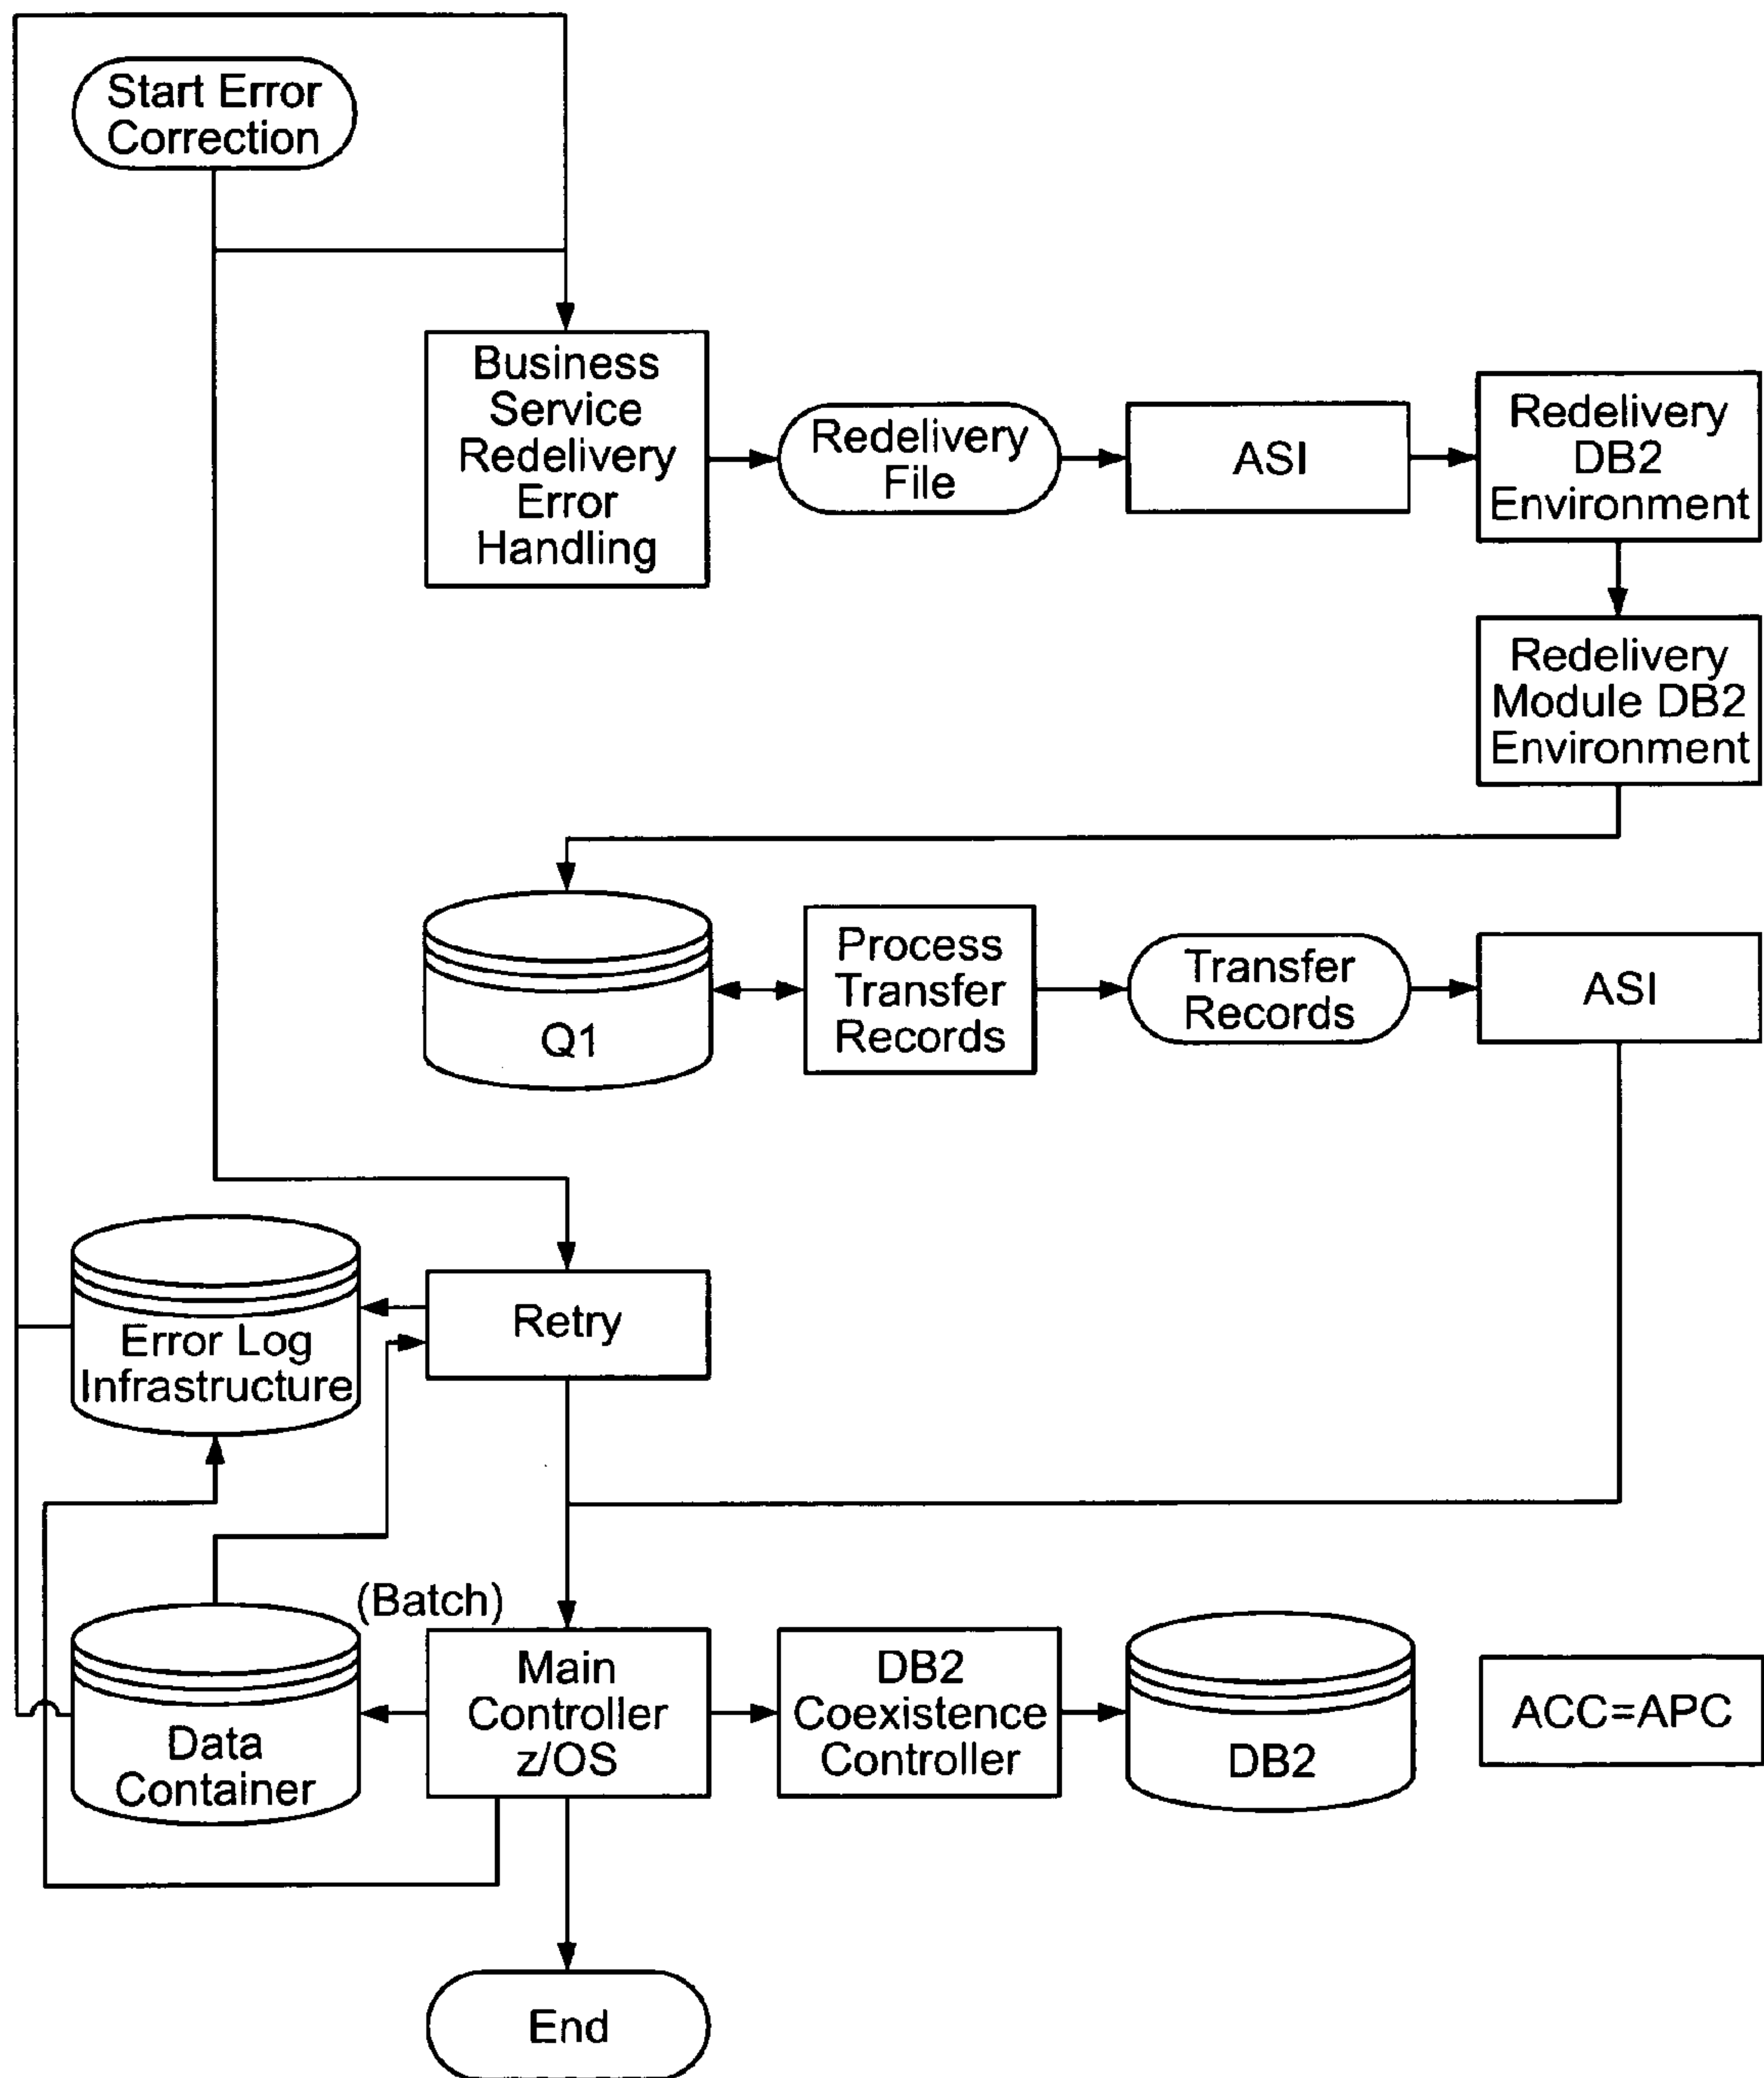 Start Error
Correction
Business
Service
Redelivery
Error
Handling
Redelivery
File
ASI
Redelivery
DB2
Environment
Redelivery
Module DB2
Environment
Q1
Process
Transfer
Records
Transfer
Records
ASI
Error Log
Infrastructure
Retry
(Batch)
Data
Container
Main
Controller
z/OS
DB2
Coexistence
Controller
DB2
ACC=APC
End